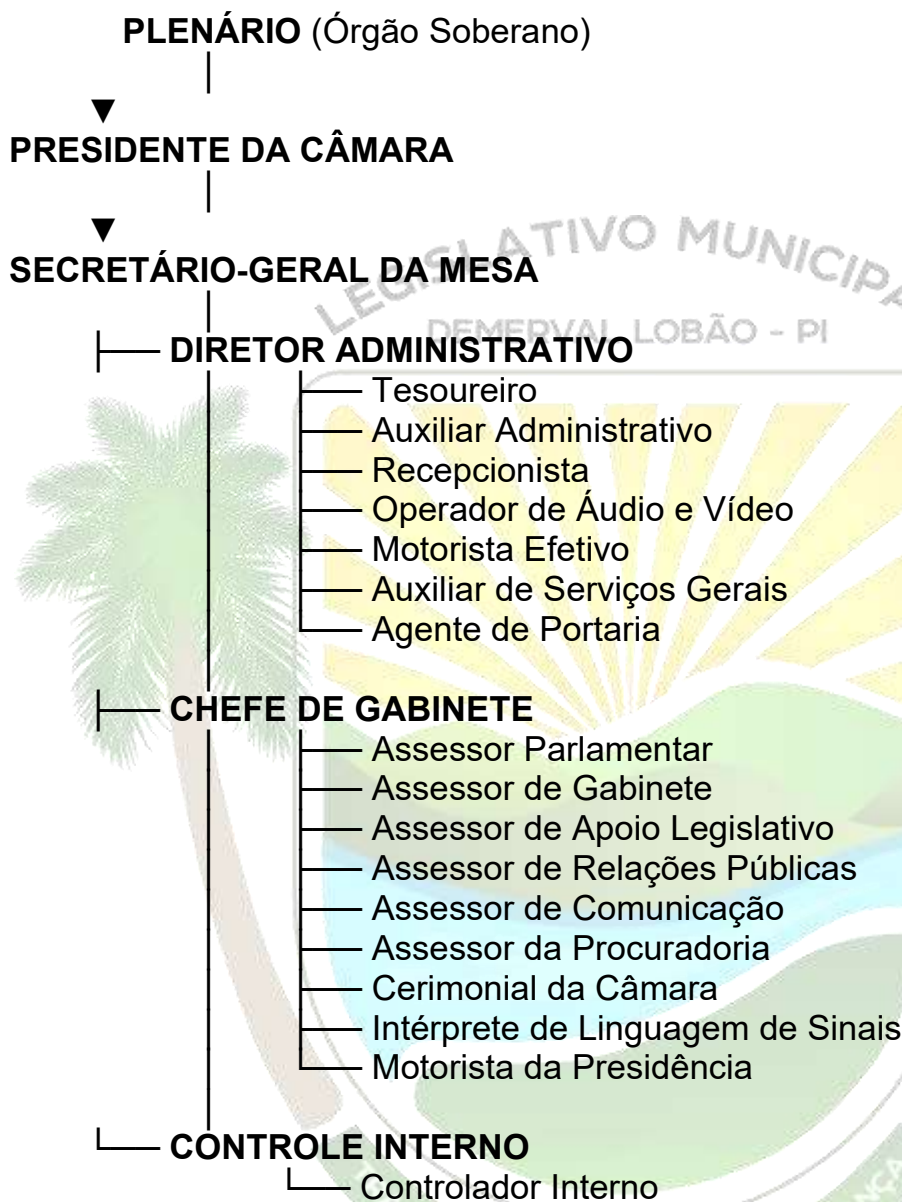 PLENÁRIO (Órgão Soberano)
PRESIDENTE DA CÂMARA
SECRETÁRIO-GERAL DA MESA
LEGISLATIVO MUNICIPA
DEMERVAL LOBÃO - PI
DIRETOR ADMINISTRATIVO
Tesoureiro
Auxiliar Administrativo
Recepcionista
Operador de Áudio e Vídeo
Motorista Efetivo
Auxiliar de Serviços Gerais
Agente de Portaria
CHEFE DE GABINETE
Assessor Parlamentar
Assessor de Gabinete
Assessor de Apoio Legislativo
Assessor de Relações Públicas
Assessor de Comunicação
Assessor da Procuradoria
Cerimonial da Câmara
Intérprete de Linguagem de Sinais
Motorista da Presidência
CONTROLE INTERNO
Controlador Interno